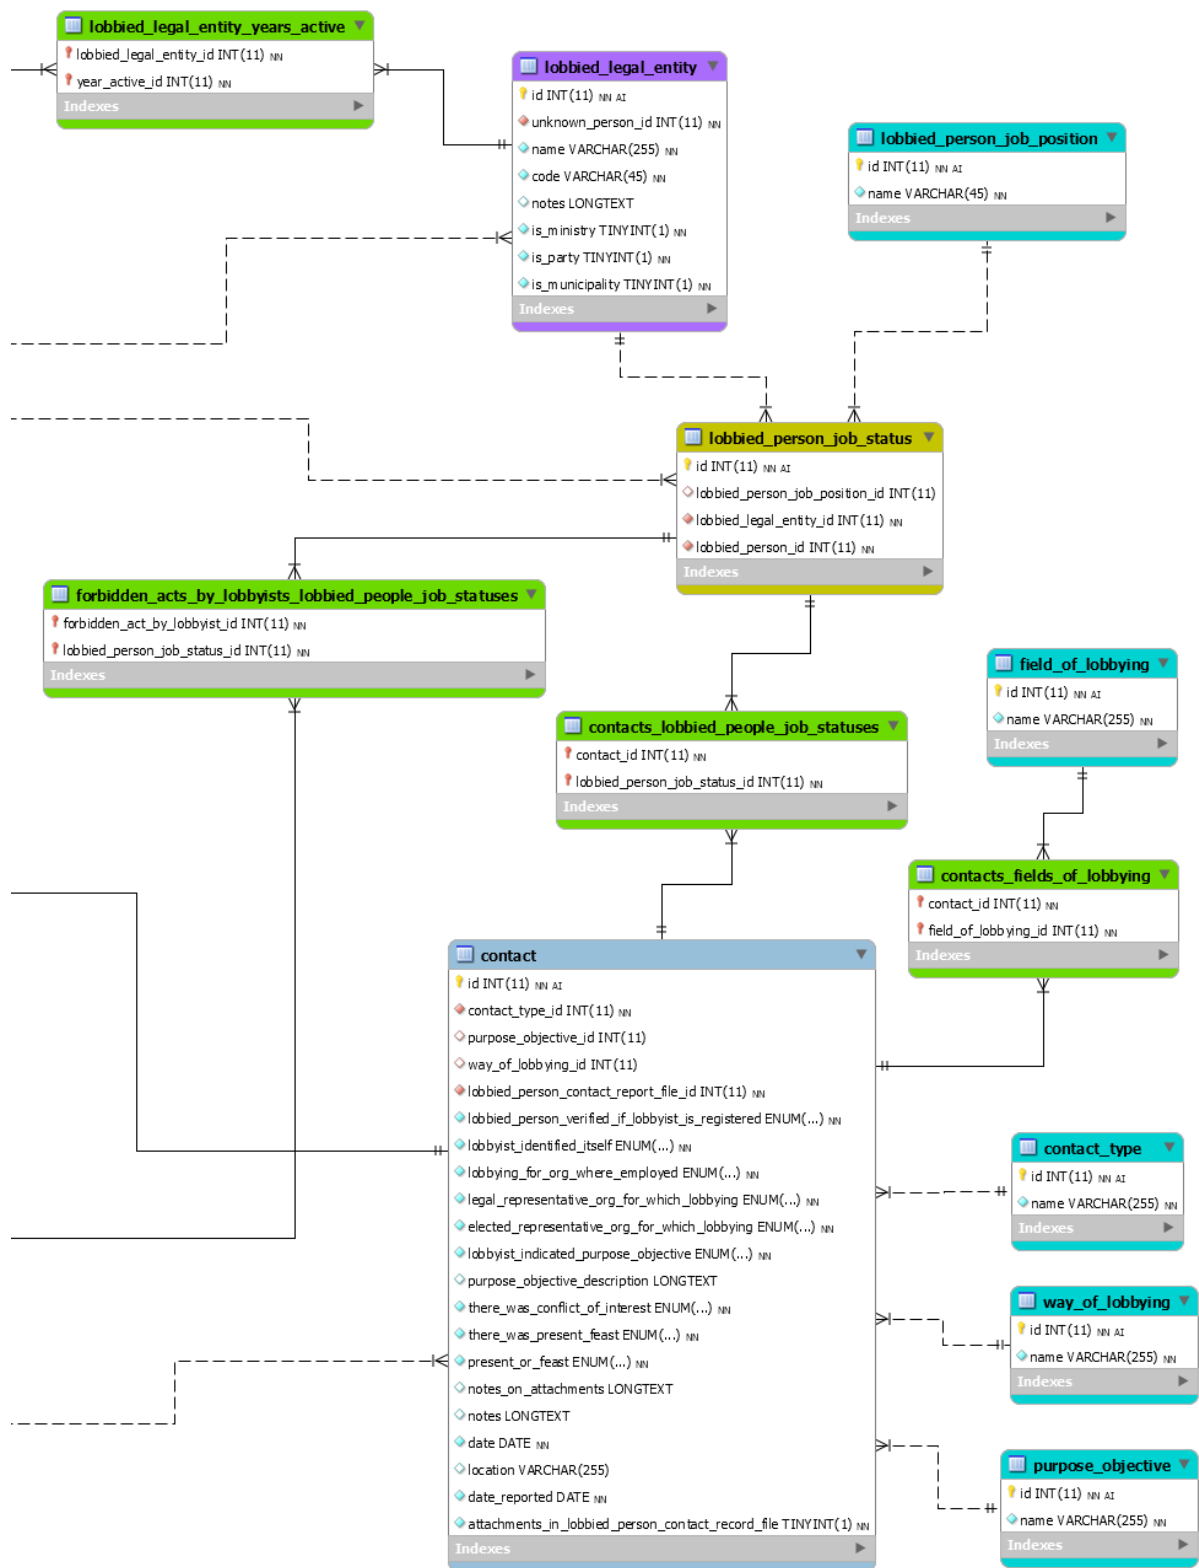 lobbied_legal_entity_years_active
lobbied_legal_entity_id INT(11) NN
year_active_id INT(11) NN
Indexes
lobbied_legal_entity
id INT(11) NN AI
unknown_person_id INT(11) NN
name VARCHAR(255) NN
code VARCHAR(45) NN
notes LONGTEXT
is_ministry TINYINT(1) NN
is_party TINYINT(1) NN
is_municipality TINYINT(1) NN
Indexes
lobbied_person_job_position
id INT(11) NN AI
name VARCHAR(45) NN
Indexes
lobbied_person_job_status
id INT(11) NN AI
lobbied_person_job_position_id INT(11)
lobbied_legal_entity_id INT(11) NN
lobbied_person_id INT(11) NN
Indexes
forbidden_acts_by_lobbyists_lobbied_people_job_statuses
forbidden_act_by_lobbyist_id INT(11) NN
lobbied_person_job_status_id INT(11) NN
Indexes
field_of_lobbying
id INT(11) NN AI
name VARCHAR(255) NN
Indexes
contacts_lobbied_people_job_statuses
contact_id INT(11) NN
lobbied_person_job_status_id INT(11) NN
Indexes
contacts_fields_of_lobbying
contact_id INT(11) NN
field_of_lobbying_id INT(11) NN
Indexes
contact
id INT(11) NN AI
contact_type_id INT(11) NN
purpose_objective_id INT(11)
way_of_lobbying_id INT(11)
lobbied_person_contact_report_file_id INT(11) NN
lobbied_person_verified_if_lobbyist_is_registered ENUM(...) NN
lobbyist_identified_itself ENUM(...) NN
lobbying_for_org_where_employed ENUM(...) NN
legal_representative_org_for_which_lobbying ENUM(...) NN
elected_representative_org_for_which_lobbying ENUM(...) NN
lobbyist_indicated_purpose_objective ENUM(...) NN
purpose_objective_description LONGTEXT
there_was_conflict_of_interest ENUM(...) NN
there_was_present_feast ENUM(...) NN
present_or_feast ENUM(...) NN
notes_on_attachments LONGTEXT
notes LONGTEXT
date DATE NN
location VARCHAR(255)
date_reported DATE NN
attachments_in_lobbied_person_contact_record_file TINYINT(1) NN
Indexes
contact_type
id INT(11) NN AI
name VARCHAR(255) NN
Indexes
way_of_lobbying
id INT(11) NN AI
name VARCHAR(255) NN
Indexes
purpose_objective
id INT(11) NN AI
name VARCHAR(255) NN
Indexes